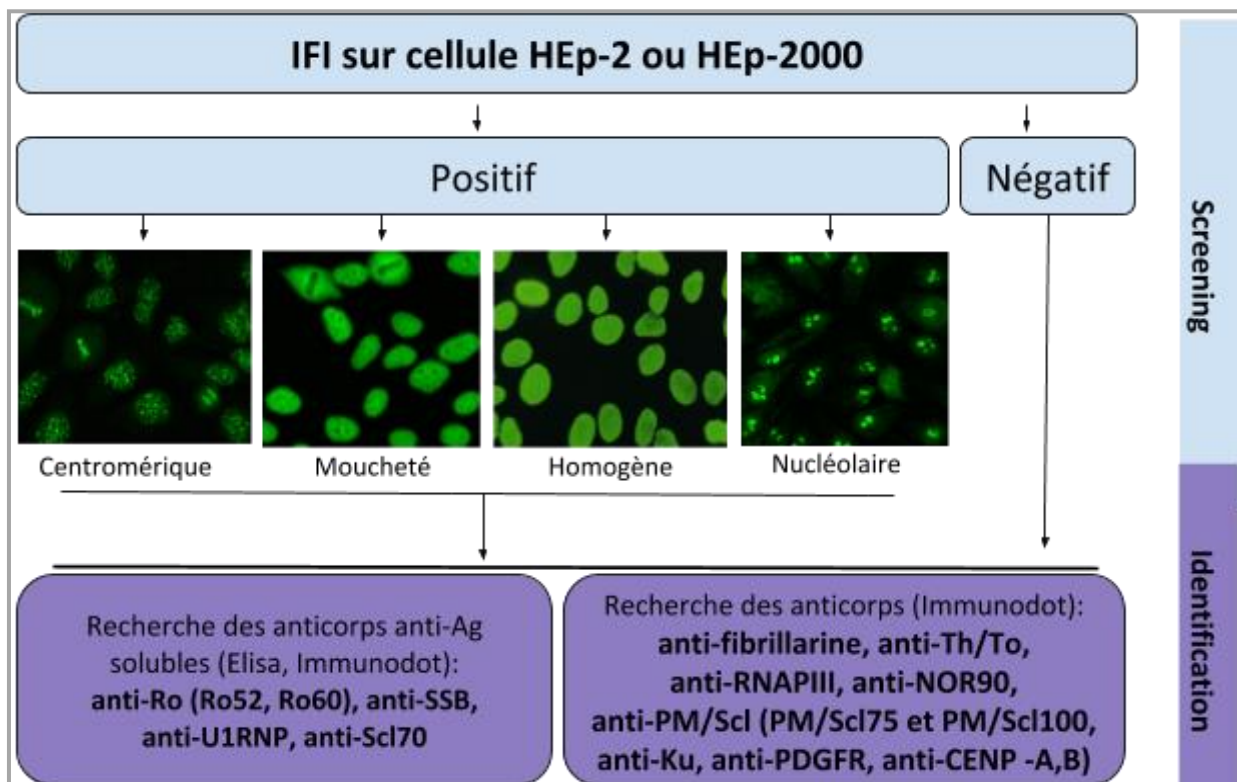 IFI sur cellule HEp-2 ou HEp-2000
Positif
Négatif
Centromérique
Moucheté
Homogène
Nucléolaire
Screening
Recherche des anticorps anti-Ag
solubles (Elisa, Immunodot):
anti-Ro (Ro52, Ro60), anti-SSB,
anti-U1RNP, anti-Scl70
Recherche des anticorps (Immunodot):
anti-fibrillarine, anti-Th/To,
anti-RNAPIII, anti-NOR90,
anti-PM/Scl (PM/Scl75 et PM/Scl100,
anti-Ku, anti-PDGFR, anti-CENP -A,B)
Identification